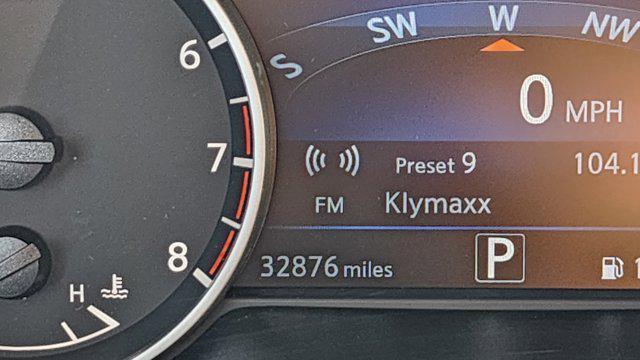 S SW W NW
6
0 MPH
7
Preset 9 104.1
FM Klymaxx
8
32876 miles P
H